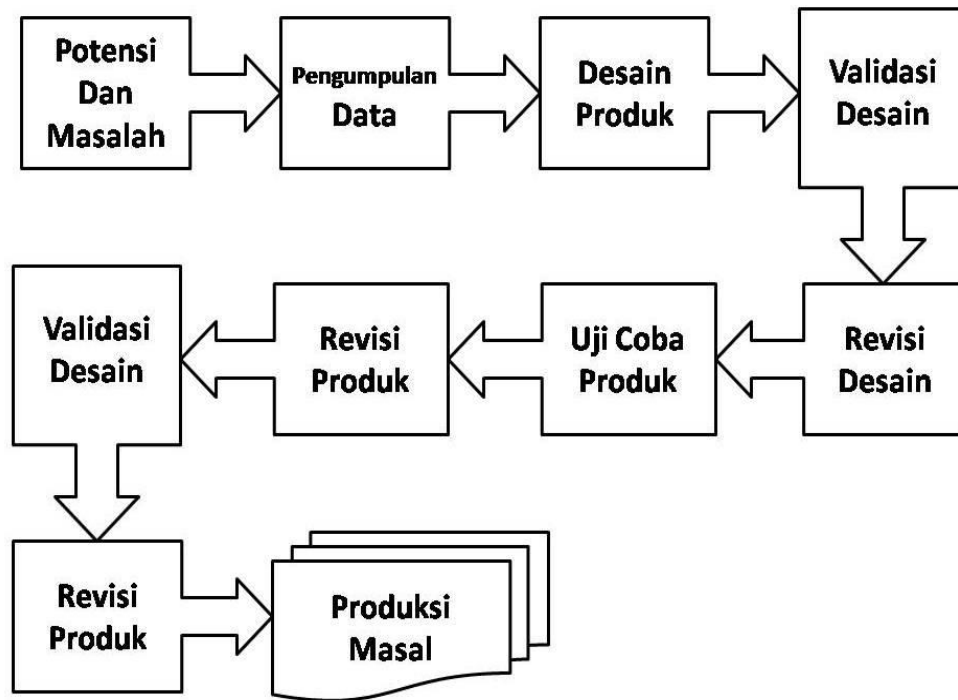 Potensi
Dan
Masalah
Pengumpulan
Data
Desain
Produk
Validasi
Desain
Revisi
Desain
Uji Coba
Produk
Revisi
Produk
Validasi
Desain
Revisi
Produk
Produksi
Masal